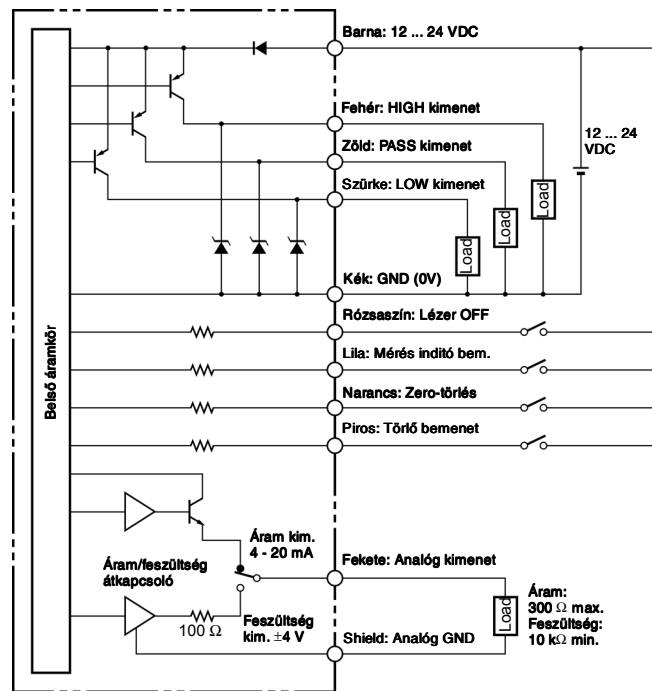 Barna: 12 ... 24 VDC
Fehér: HIGH kimenet
12 ... 24
VDC
Zöld: PASS kimenet
Szürke: LOW kimenet
Load
Load
Load
Kék: GND (0V)
Rózsaszín: Lézer OFF
Lila: Mérés inditó bem.
Narancs: Zero-törlés
Piros: Törlő bemenet
Belső áramkör
Áram kim.
4 - 20 mA
Áram/feszültség
átkapcsoló
Fekete: Analóg kimenet
100 Ω
Feszültség
kim. ±4 V
Load
Áram:
300 Ω max.
Feszültség:
10 kΩ min.
Shield: Analóg GND